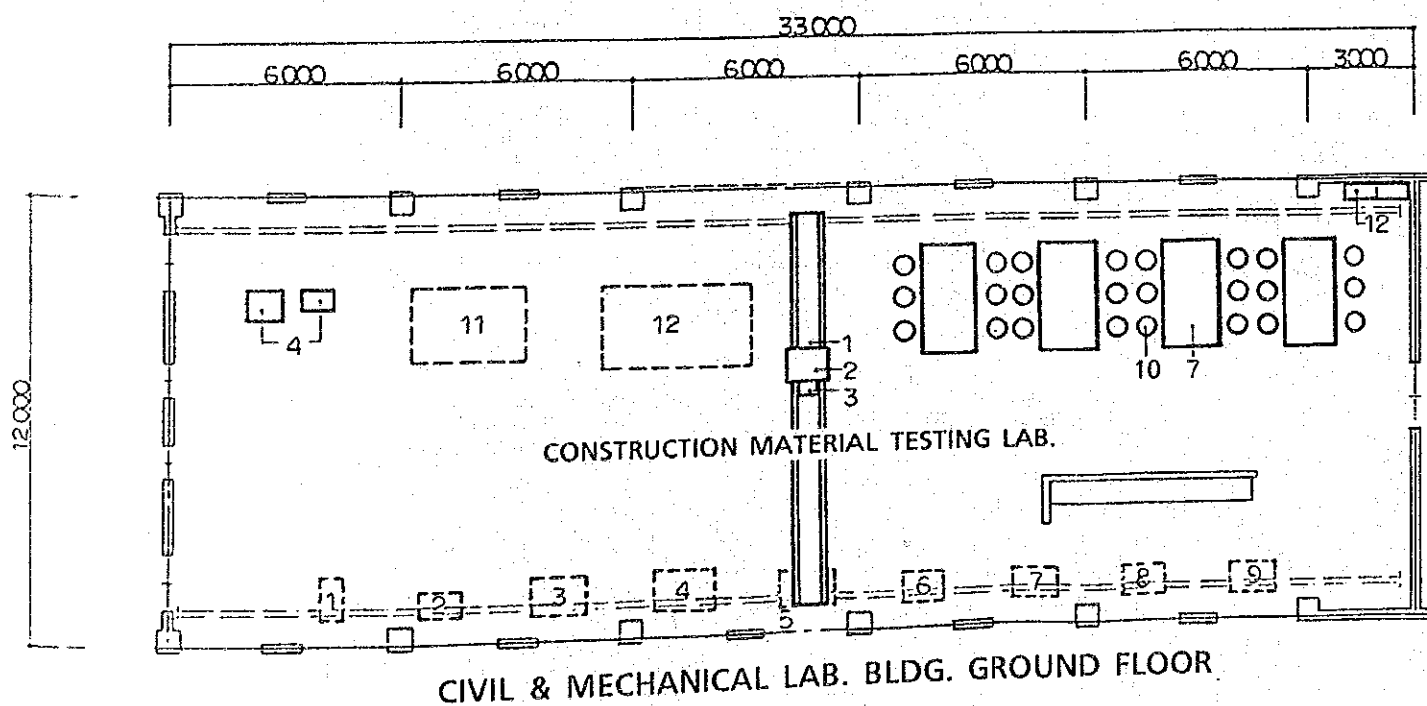 33000
6000 6000 6000 6000 6000 3000
12000
12
11 12
4
1
2
3
10 7
CONSTRUCTION MATERIAL TESTING LAB.
1 2 3 4 5 6 7 8 9
CIVIL & MECHANICAL LAB. BLDG. GROUND FLOOR